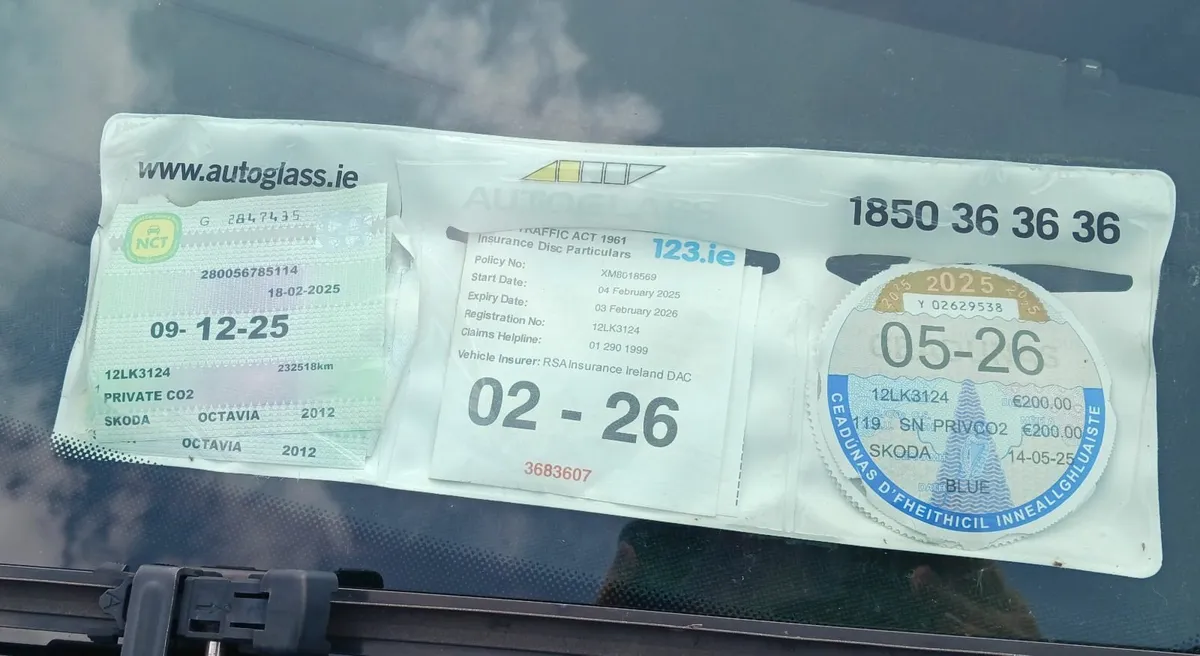 www.autoglass.ie
AUTOGLASS
1850 36 36 36
NCT
G 2847435
280056785114
18-02-2025
09-12-25
12LK3124 232518km
PRIVATE CO2
SKODA OCTAVIA 2012
OCTAVIA 2012
TRAFFIC ACT 1961
Insurance Disc Particulars
123.ie
Policy No: XM8018569
Start Date: 04 February 2025
Expiry Date: 03 February 2026
Registration No: 12LK3124
Claims Helpline: 01 290 1999
Vehicle Insurer: RSA Insurance Ireland DAC
02 - 26
3683607
2025 2025 2025
Y 02629538
05-26
12LK3124 €200.00
119 SN PRIVCO2 €200.00
SKODA 14-05-25
BLUE
CEADÚNAS D'FHEITHICIL INNEALLGHLUAISTE